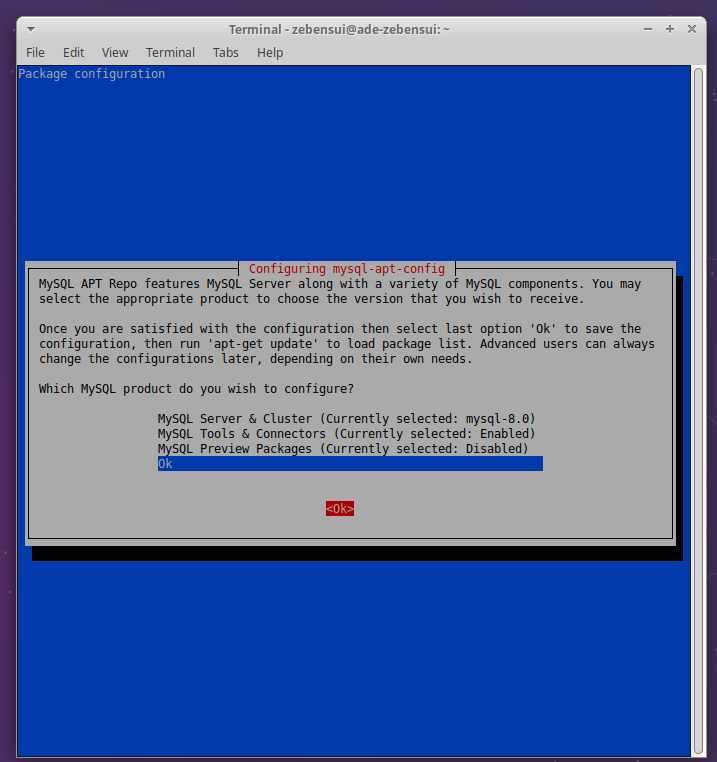 Terminal - zebensui@ade-zebensui: ~
File Edit View Terminal Tabs Help
Package configuration
Configuring mysql-apt-config
MySQL APT Repo features MySQL Server along with a variety of MySQL components. You may
select the appropriate product to choose the version that you wish to receive.
Once you are satisfied with the configuration then select last option 'Ok' to save the
configuration, then run 'apt-get update' to load package list. Advanced users can always
change the configurations later, depending on their own needs.
Which MySQL product do you wish to configure?
MySQL Server & Cluster (Currently selected: mysql-8.0)
MySQL Tools & Connectors (Currently selected: Enabled)
MySQL Preview Packages (Currently selected: Disabled)
Ok
<Ok>